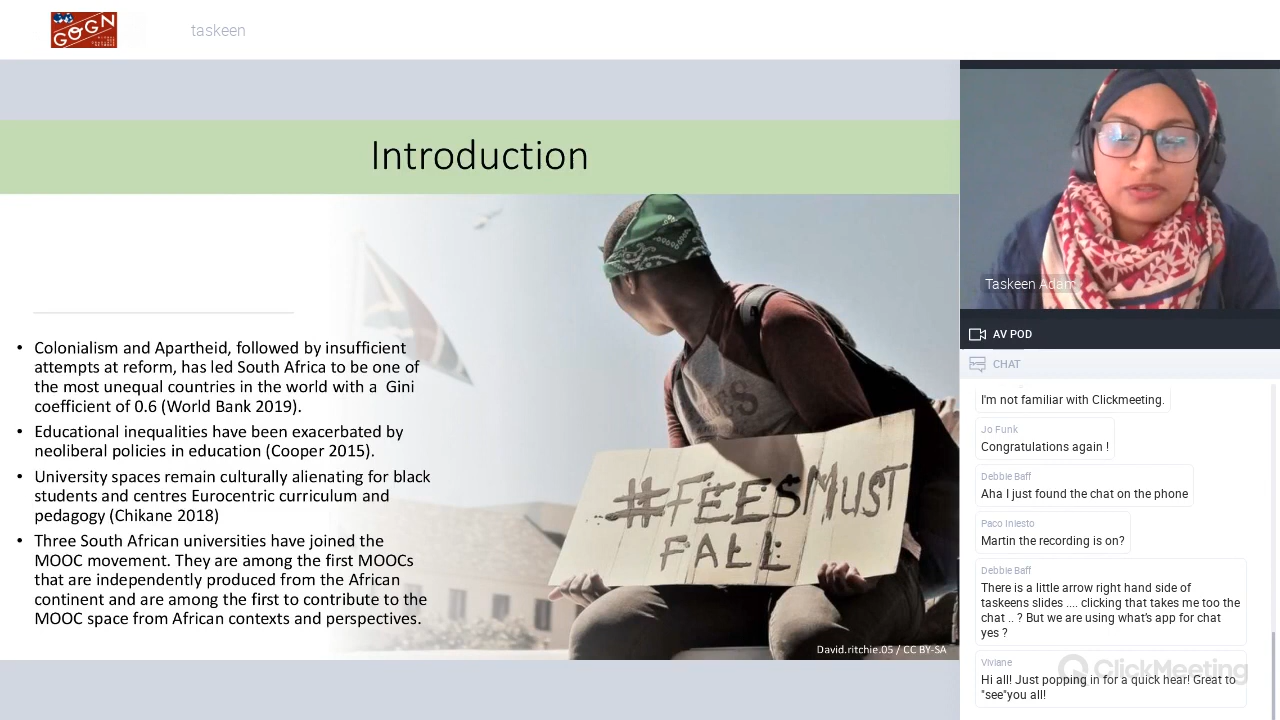 GOGN
taskeen
Introduction
• Colonialism and Apartheid, followed by insufficient
attempts at reform, has led South Africa to be one of
the most unequal countries in the world with a Gini
coefficient of 0.6 (World Bank 2019).
• Educational inequalities have been exacerbated by
neoliberal policies in education (Cooper 2015).
• University spaces remain culturally alienating for black
students and centres Eurocentric curriculum and
pedagogy (Chikane 2018)
• Three South African universities have joined the
MOOC movement. They are among the first MOOCs
that are independently produced from the African
continent and are among the first to contribute to the
MOOC space from African contexts and perspectives.
#FEESMUST
FALL
David.ritchie.05 / CC BY-SA
Taskeen Adam
AV POD
CHAT
I'm not familiar with Clickmeeting.
Jo Funk
Congratulations again !
Debbie Baff
Aha I just found the chat on the phone
Paco Iniesto
Martin the recording is on?
Debbie Baff
There is a little arrow right hand side of
taskeens slides .... clicking that takes me too the
chat .. ? But we are using what's app for chat
yes ?
Viviane
Hi all! Just popping in for a quick hear! Great to
"see"you all!
ClickMeeting